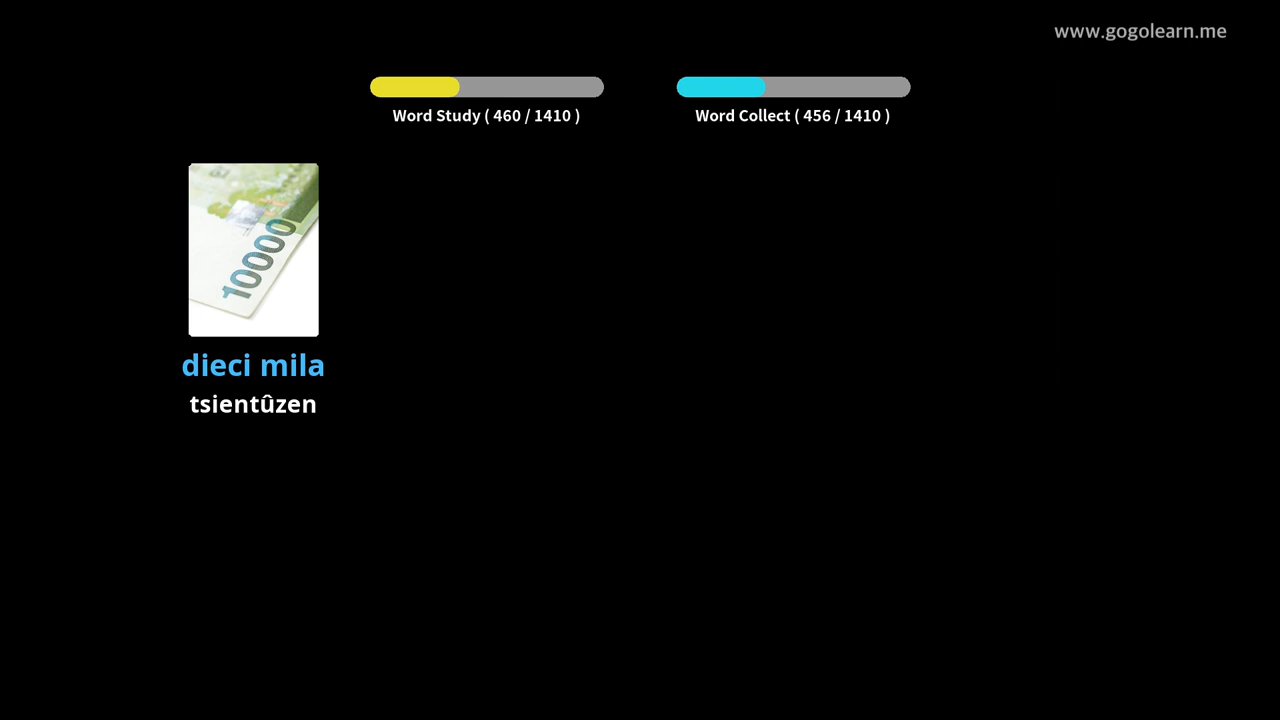 www.gogolearn.me
Word Study ( 460 / 1410 )
Word Collect ( 456 / 1410 )
10000
dieci mila
tsientûzen